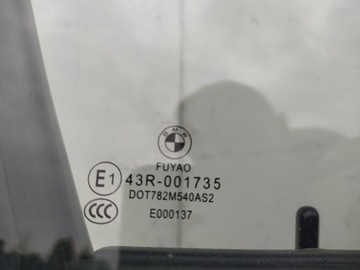 BMW
FUYAO
E1 43R-001735
DOT782M540AS2
CCC E000137